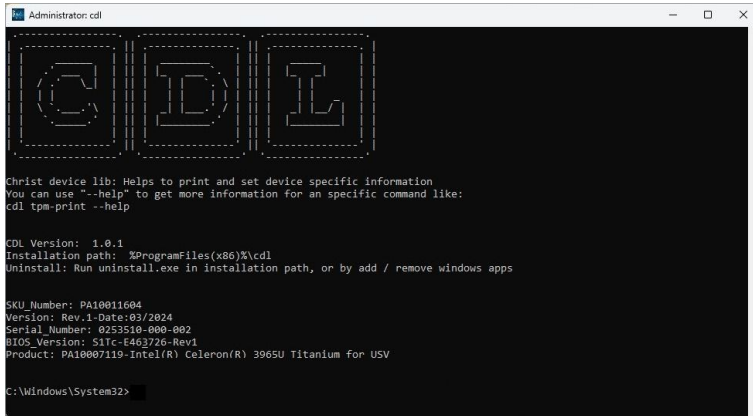 Administrator: cdl
CDL
Christ device lib: Helps to print and set device specific information
You can use "--help" to get more information for an specific command like:
cdl tpm-print --help
CDL Version:  1.0.1
Installation path:  %ProgramFiles(x86)%\cdl
Uninstall: Run uninstall.exe in installation path, or by add / remove windows apps
SKU_Number: PA10011604
Version: Rev.1-Date:03/2024
Serial_Number: 0253510-000-002
BIOS_Version: S1Tc-E463726-Rev1
Product: PA10007119-Intel(R) Celeron(R) 3965U Titanium for USV
C:\Windows\System32>